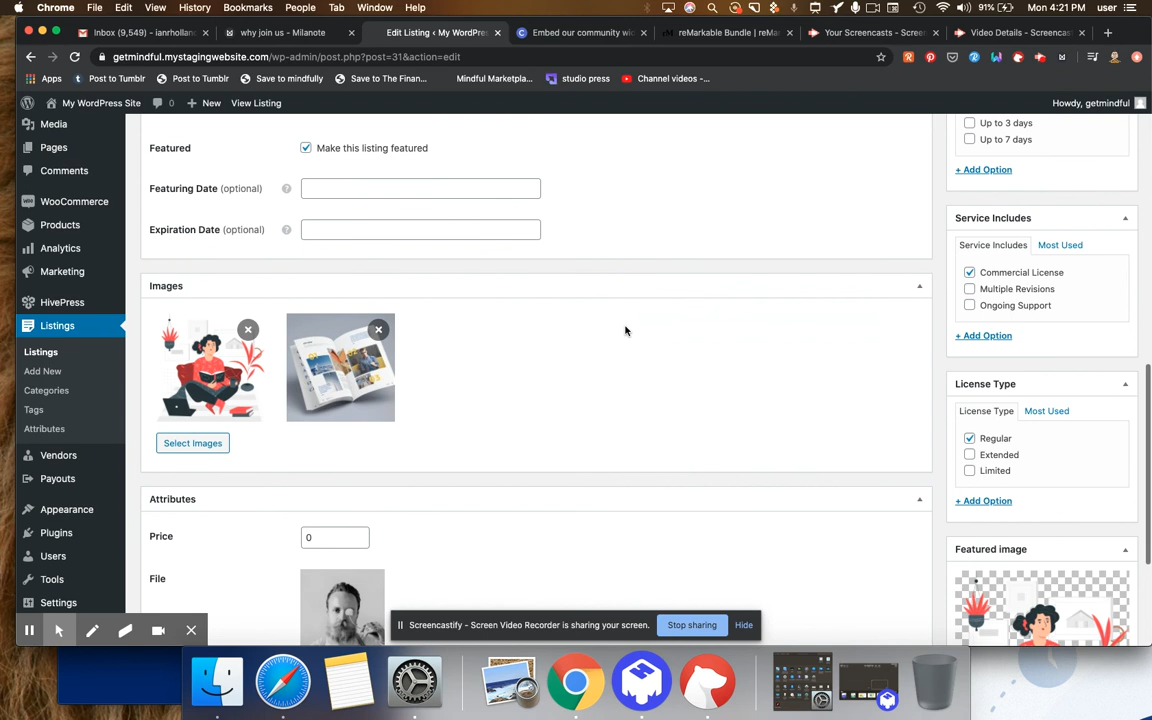 Chrome File Edit View History Bookmarks People Tab Window Help 91% Mon 4:21 PM user
Inbox (9,549) - ianrholland why join us - Milanote Edit Listing ‹ My WordPress Embed our community wi reMarkable Bundle | reMar Your Screencasts - Screen Video Details - Screencast
getmindful.mystagingwebsite.com/wp-admin/post.php?post=31&action=edit
Apps Post to Tumblr Post to Tumblr Save to mindfully Save to The Finan... Mindful Marketpla... studio press Channel videos -...
My WordPress Site 0 New View Listing Howdy, getmindful
Media
Pages
Comments
WooCommerce
Products
Analytics
Marketing
HivePress
Listings
Listings
Add New
Categories
Tags
Attributes
Vendors
Payouts
Appearance
Plugins
Users
Tools
Settings
Featured Make this listing featured
Featuring Date (optional) ?
Expiration Date (optional) ?
Images
Select Images
Attributes
Price 0
File
Up to 3 days
Up to 7 days
+ Add Option
Service Includes
Service Includes Most Used
Commercial License
Multiple Revisions
Ongoing Support
+ Add Option
License Type
License Type Most Used
Regular
Extended
Limited
+ Add Option
Featured image
Screencastify - Screen Video Recorder is sharing your screen. Stop sharing Hide